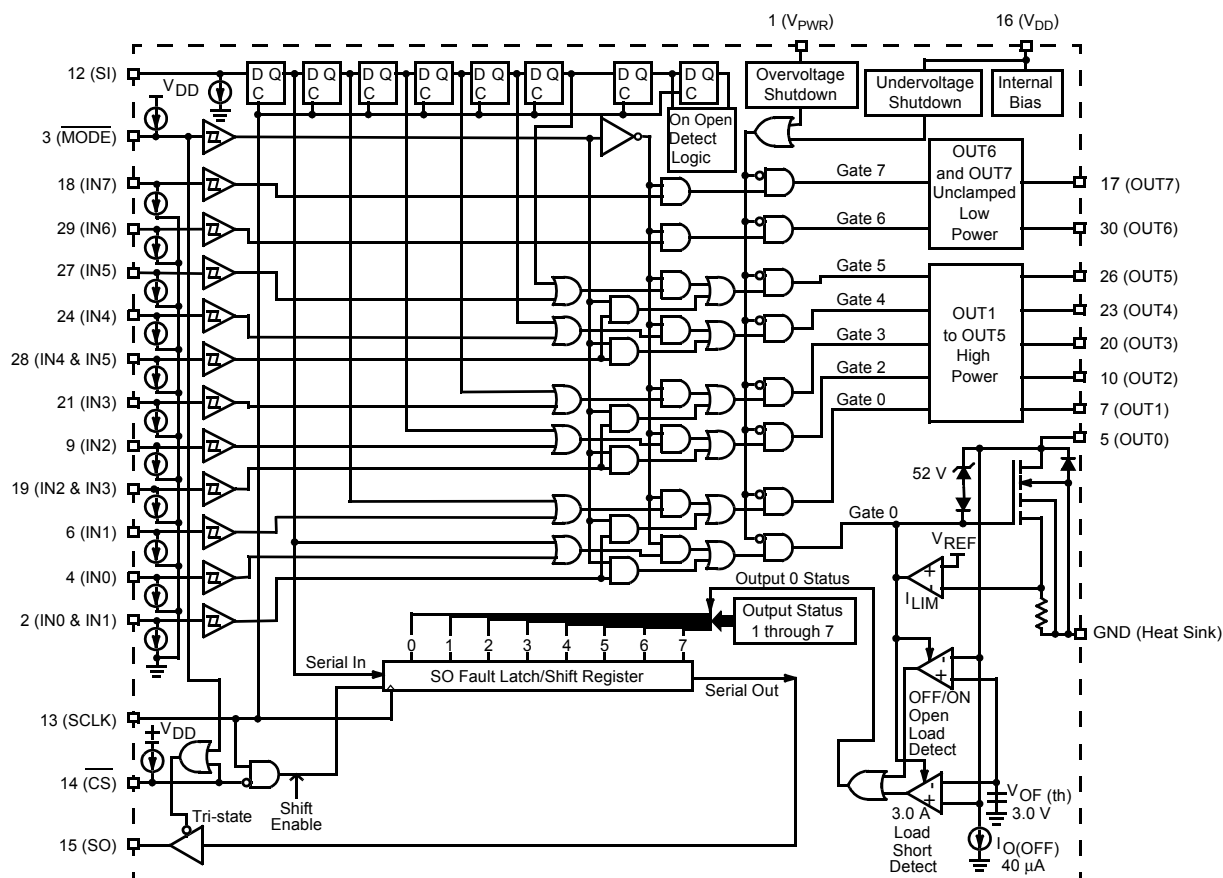 1 (VPWR)
16 (VDD)
12 (SI)
D Q
C
D Q
C
D Q
C
D Q
C
D Q
C
D Q
C
D Q
C
D Q
C
Overvoltage
Shutdown
Undervoltage
Shutdown
Internal
Bias
VDD
3 (MODE)
On Open
Detect
Logic
18 (IN7)
Gate 7
OUT6
and OUT7
Unclamped
Low
Power
17 (OUT7)
29 (IN6)
Gate 6
30 (OUT6)
27 (IN5)
Gate 5
26 (OUT5)
24 (IN4)
Gate 4
OUT1
to OUT5
High
Power
23 (OUT4)
28 (IN4 & IN5)
Gate 3
20 (OUT3)
21 (IN3)
Gate 2
10 (OUT2)
Gate 0
7 (OUT1)
9 (IN2)
5 (OUT0)
52 V
19 (IN2 & IN3)
6 (IN1)
Gate 0
VREF
4 (IN0)
+
-
ILIM
Output 0 Status
2 (IN0 & IN1)
Output Status
1 through 7
GND (Heat Sink)
0 1 2 3 4 5 6 7
Serial In
SO Fault Latch/Shift Register
Serial Out
-
+
OFF/ON
Open
Load
Detect
13 (SCLK)
VDD
14 (CS)
Shift
Enable
-
+
3.0 A
Load
Short
Detect
VOF (th)
3.0 V
Tri-state
15 (SO)
IO(OFF)
40 μA